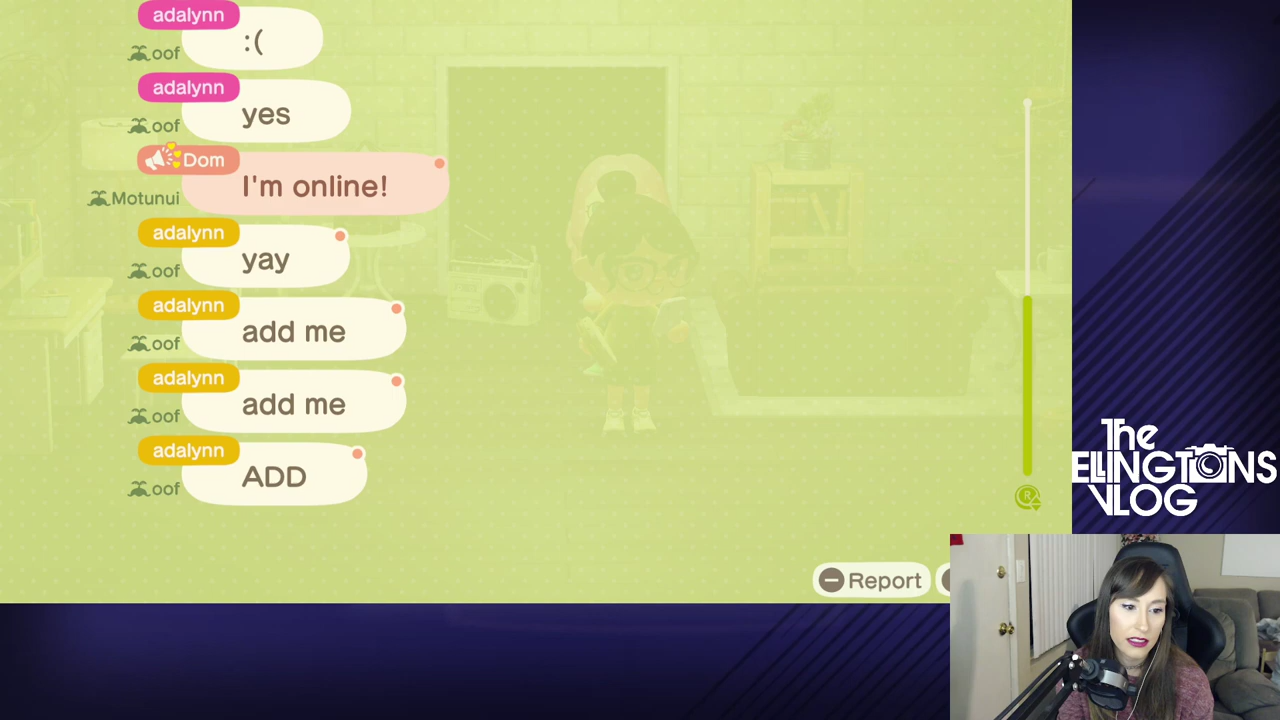 adalynn
:(
oof
adalynn
yes
oof
Dom
I'm online!
Motunui
adalynn
yay
oof
adalynn
add me
oof
adalynn
add me
oof
adalynn
ADD
oof
R
Report
The
ELLINGTONS
VLOG